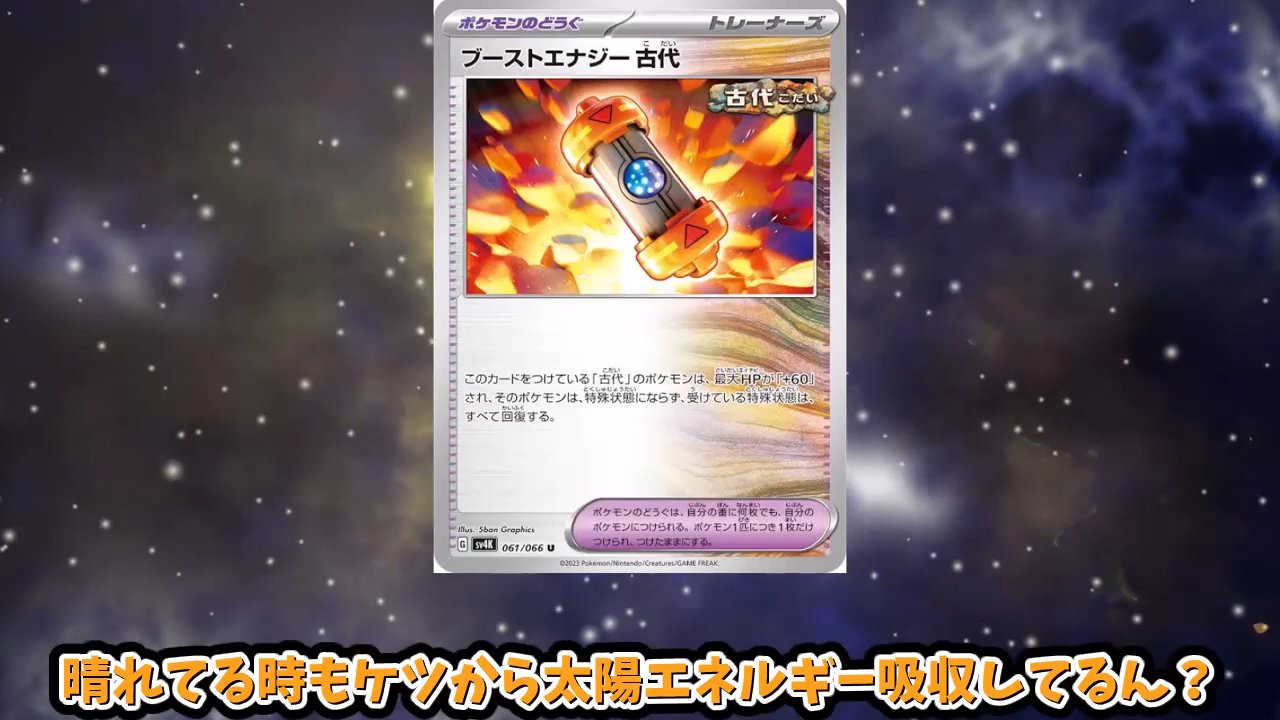 ポケモンのどうぐ
トレーナーズ
ブーストエナジー 古代
古代 こだい
このカードをつけている「古代」のポケモンは、最大HPが「+60」
され、そのポケモンは、特殊状態にならず、受けている特殊状態は、
すべて回復する。
ポケモンのどうぐは、自分の番に何枚でも、自分の
ポケモンにつけられる。ポケモン1匹につき1枚だけ
つけられ、つけたままにする。
Illus. 5ban Graphics
G sv4K 061/066 U
©2023 Pokémon/Nintendo/Creatures/GAME FREAK.
晴れてる時もケツから太陽エネルギー吸収してるん？